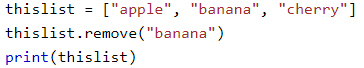 thislist = ["apple", "banana", "cherry"]
thislist.remove("banana")
print(thislist)